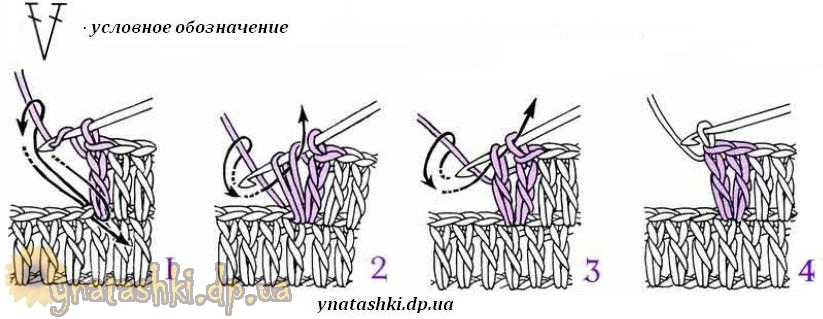 - условное обозначение
1 2 3 4
ynatashki.dp.ua
ynatashki.dp.ua